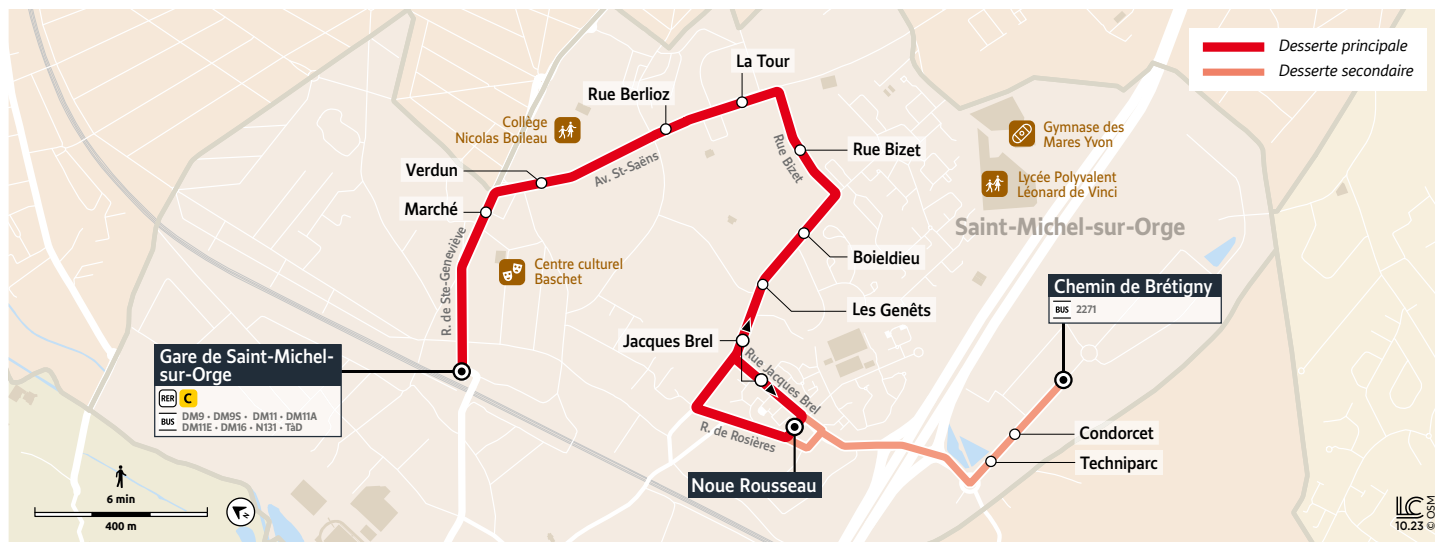 Desserte principale
Desserte secondaire
La Tour
Rue Berlioz
Collège
Nicolas Boileau
Verdun
Av. St-Saëns
Rue Bizet
Rue Bizet
Gymnase des
Mares Yvon
Lycée Polyvalent
Léonard de Vinci
Saint-Michel-sur-Orge
Marché
R. de Ste-Geneviève
Centre culturel
Baschet
Boieldieu
Les Genêts
Chemin de Brétigny
BUS 2271
Jacques Brel
Rue Jacques Brel
Gare de Saint-Michel-
sur-Orge
RER C
BUS DM9 • DM9S • DM11 • DM11A
DM11E • DM16 • N131 • TàD
R. de Rosières
Noue Rousseau
Condorcet
Techniparc
6 min
400 m
LC
10.23 © OSM